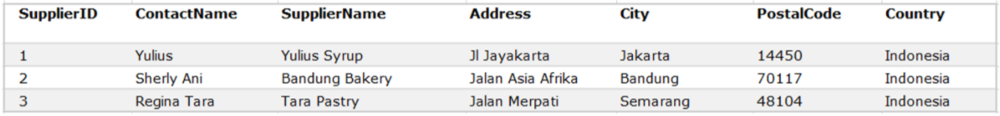 SupplierID ContactName SupplierName Address City PostalCode Country
1 Yulius Yulius Syrup Jl Jayakarta Jakarta 14450 Indonesia
2 Sherly Ani Bandung Bakery Jalan Asia Afrika Bandung 70117 Indonesia
3 Regina Tara Tara Pastry Jalan Merpati Semarang 48104 Indonesia